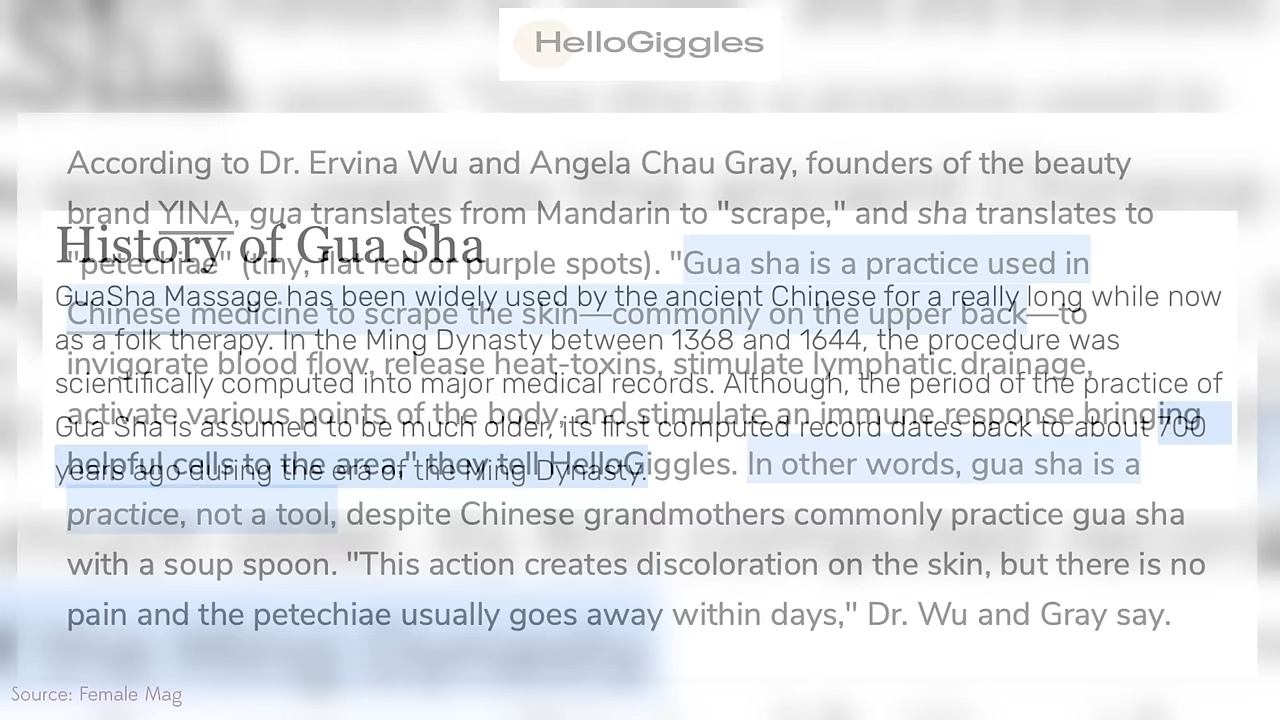 HelloGiggles
According to Dr. Ervina Wu and Angela Chau Gray, founders of the beauty
brand YINA, gua translates from Mandarin to "scrape," and sha translates to
"petechiae" (tiny, flat red or purple spots). "Gua sha is a practice used in
Chinese medicine to scrape the skin—commonly on the upper back—to
invigorate blood flow, release heat-toxins, stimulate lymphatic drainage,
activate various points of the body, and stimulate an immune response bringing
helpful cells to the area," they tell HelloGiggles. In other words, gua sha is a
practice, not a tool, despite Chinese grandmothers commonly practice gua sha
with a soup spoon. "This action creates discoloration on the skin, but there is no
pain and the petechiae usually goes away within days," Dr. Wu and Gray say.
History of Gua Sha
GuaSha Massage has been widely used by the ancient Chinese for a really long while now
as a folk therapy. In the Ming Dynasty between 1368 and 1644, the procedure was
scientifically computed into major medical records. Although, the period of the practice of
Gua Sha is assumed to be much older, its first computed record dates back to about 700
years ago during the era of the Ming Dynasty.
Source: Female Mag